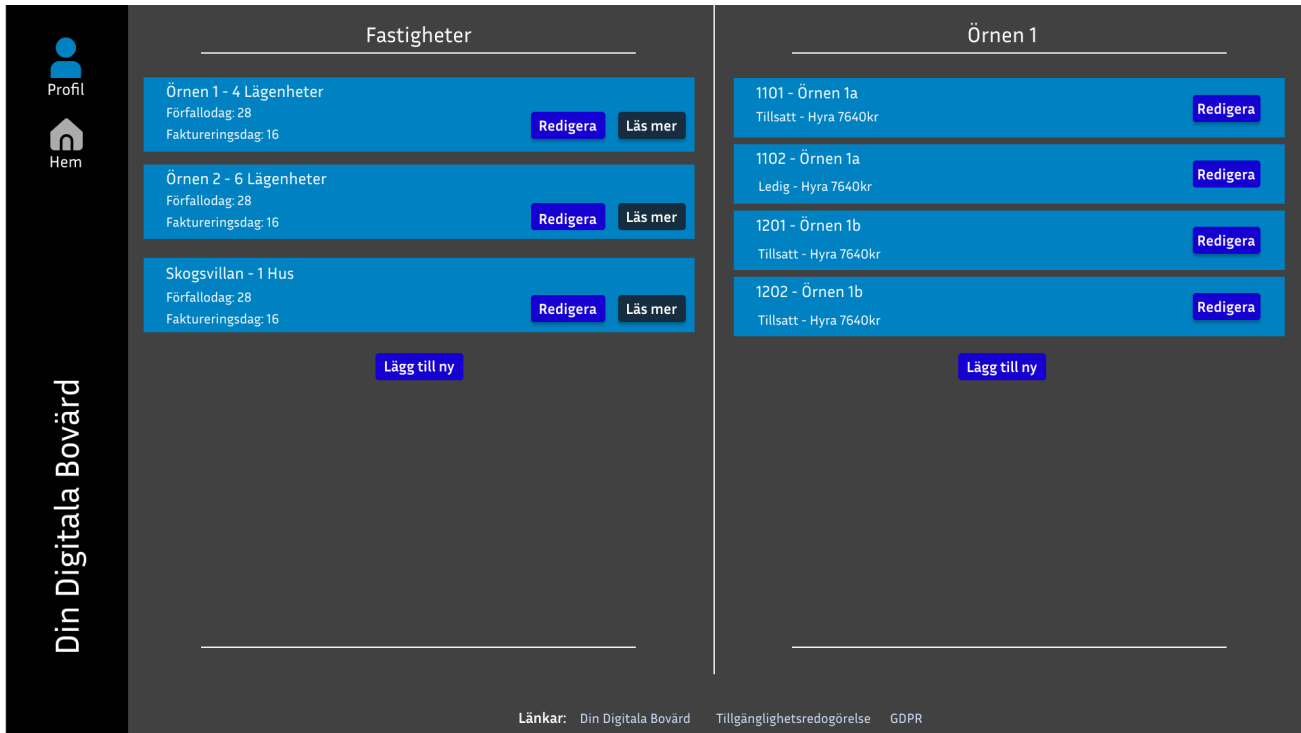 Profil
Hem
Din Digitala Bovärd
Fastigheter
Örnen 1 - 4 Lägenheter
Förfallodag: 28
Faktureringsdag: 16
Redigera
Läs mer
Örnen 2 - 6 Lägenheter
Förfallodag: 28
Faktureringsdag: 16
Redigera
Läs mer
Skogsvillan - 1 Hus
Förfallodag: 28
Faktureringsdag: 16
Redigera
Läs mer
Lägg till ny
Örnen 1
1101 - Örnen 1a
Tillsatt - Hyra 7640kr
Redigera
1102 - Örnen 1a
Ledig - Hyra 7640kr
Redigera
1201 - Örnen 1b
Tillsatt - Hyra 7640kr
Redigera
1202 - Örnen 1b
Tillsatt - Hyra 7640kr
Redigera
Lägg till ny
Länkar: Din Digitala Bovärd Tillgänglighetsredogörelse GDPR